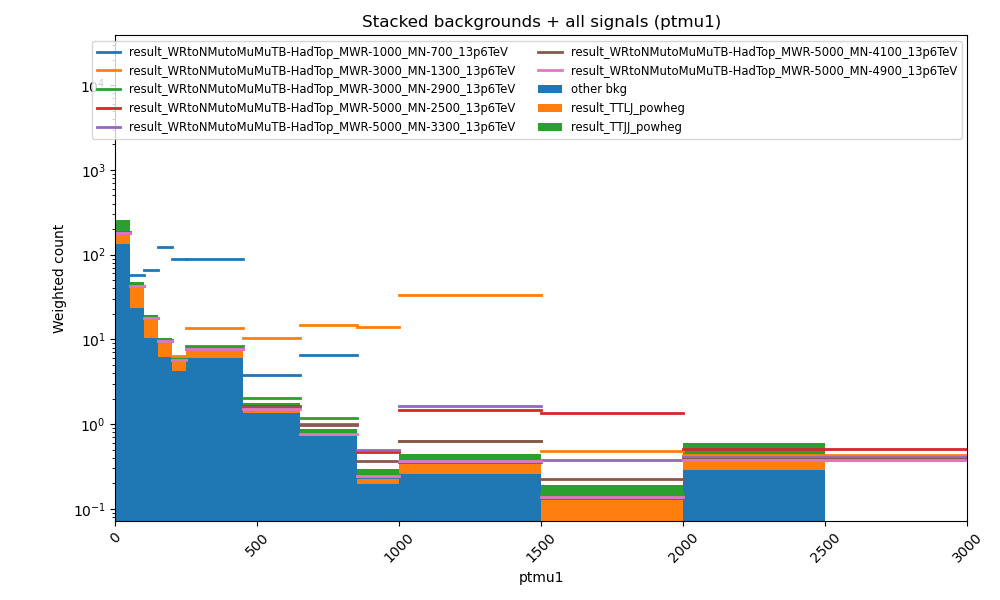 Stacked backgrounds + all signals (ptmu1)
result_WRtoNMutoMuMuTB-HadTop_MWR-1000_MN-700_13p6TeV
result_WRtoNMutoMuMuTB-HadTop_MWR-3000_MN-1300_13p6TeV
result_WRtoNMutoMuMuTB-HadTop_MWR-3000_MN-2900_13p6TeV
result_WRtoNMutoMuMuTB-HadTop_MWR-5000_MN-2500_13p6TeV
result_WRtoNMutoMuMuTB-HadTop_MWR-5000_MN-3300_13p6TeV
result_WRtoNMutoMuMuTB-HadTop_MWR-5000_MN-4100_13p6TeV
result_WRtoNMutoMuMuTB-HadTop_MWR-5000_MN-4900_13p6TeV
other bkg
result_TTLJ_powheg
result_TTJJ_powheg
Weighted count
10⁴
10³
10²
10¹
10⁰
10⁻¹
0
500
1000
1500
2000
2500
3000
ptmu1